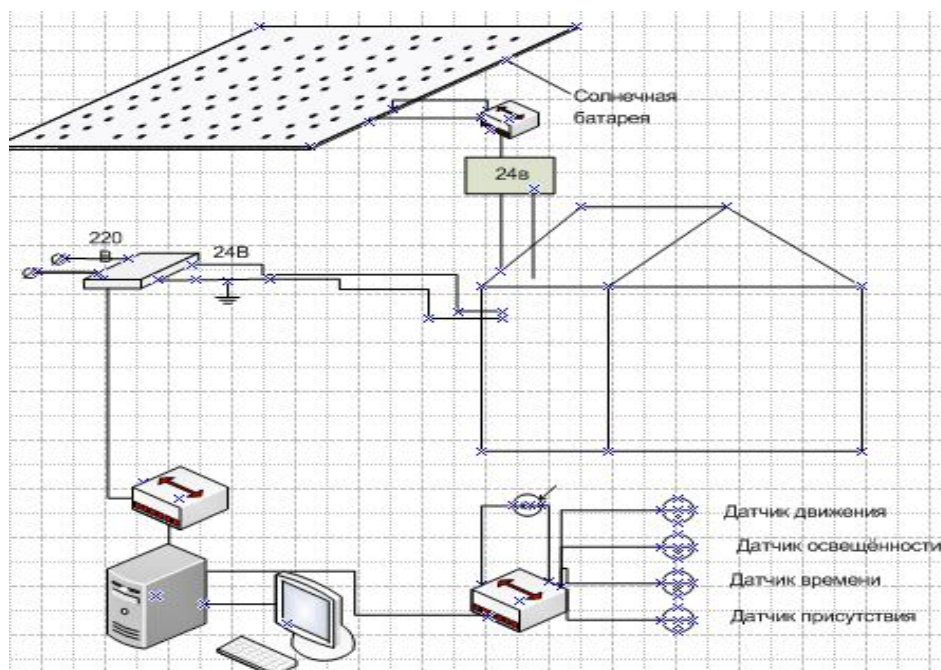 Солнечная
батарея
24в
220
В
24В
Датчик движения
Датчик освещённости
Датчик времени
Датчик присутствия